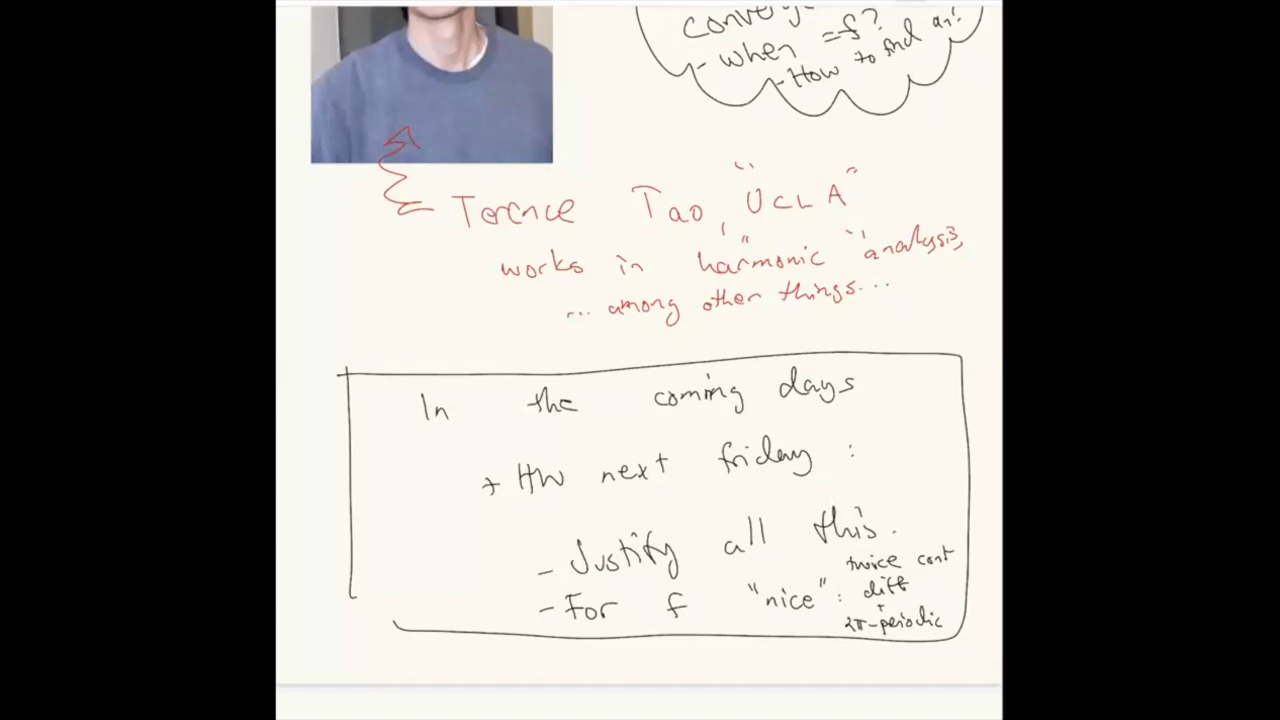 converg
- when = f?
- How to find an?
Terence Tao, "UCLA"
works in "harmonic" analysis,
... among other things...
In the coming days
+ HW next friday :
- Justify all this.
- For f "nice" : twice cont
diff
+
2π-periodic